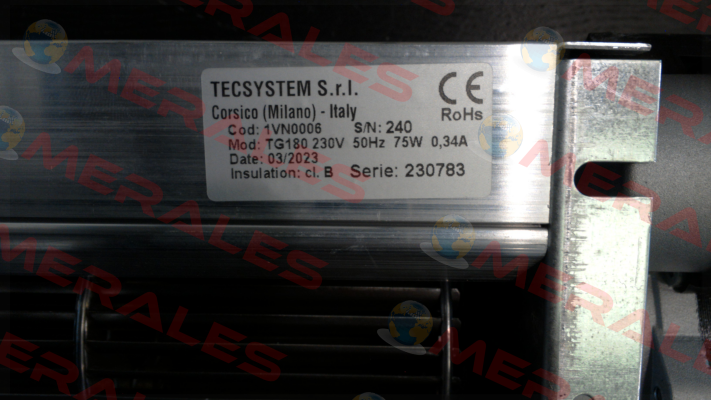 TECSYSTEM S.r.l.
Corsico (Milano) - Italy
CE
RoHs
Cod: 1VN0006 S/N: 240
Mod: TG180 230V 50Hz 75W 0,34A
Date: 03/2023
Insulation: cl. B Serie: 230783
MERALES
MERALES
MERALES
MERALES
MERALES
MERALES